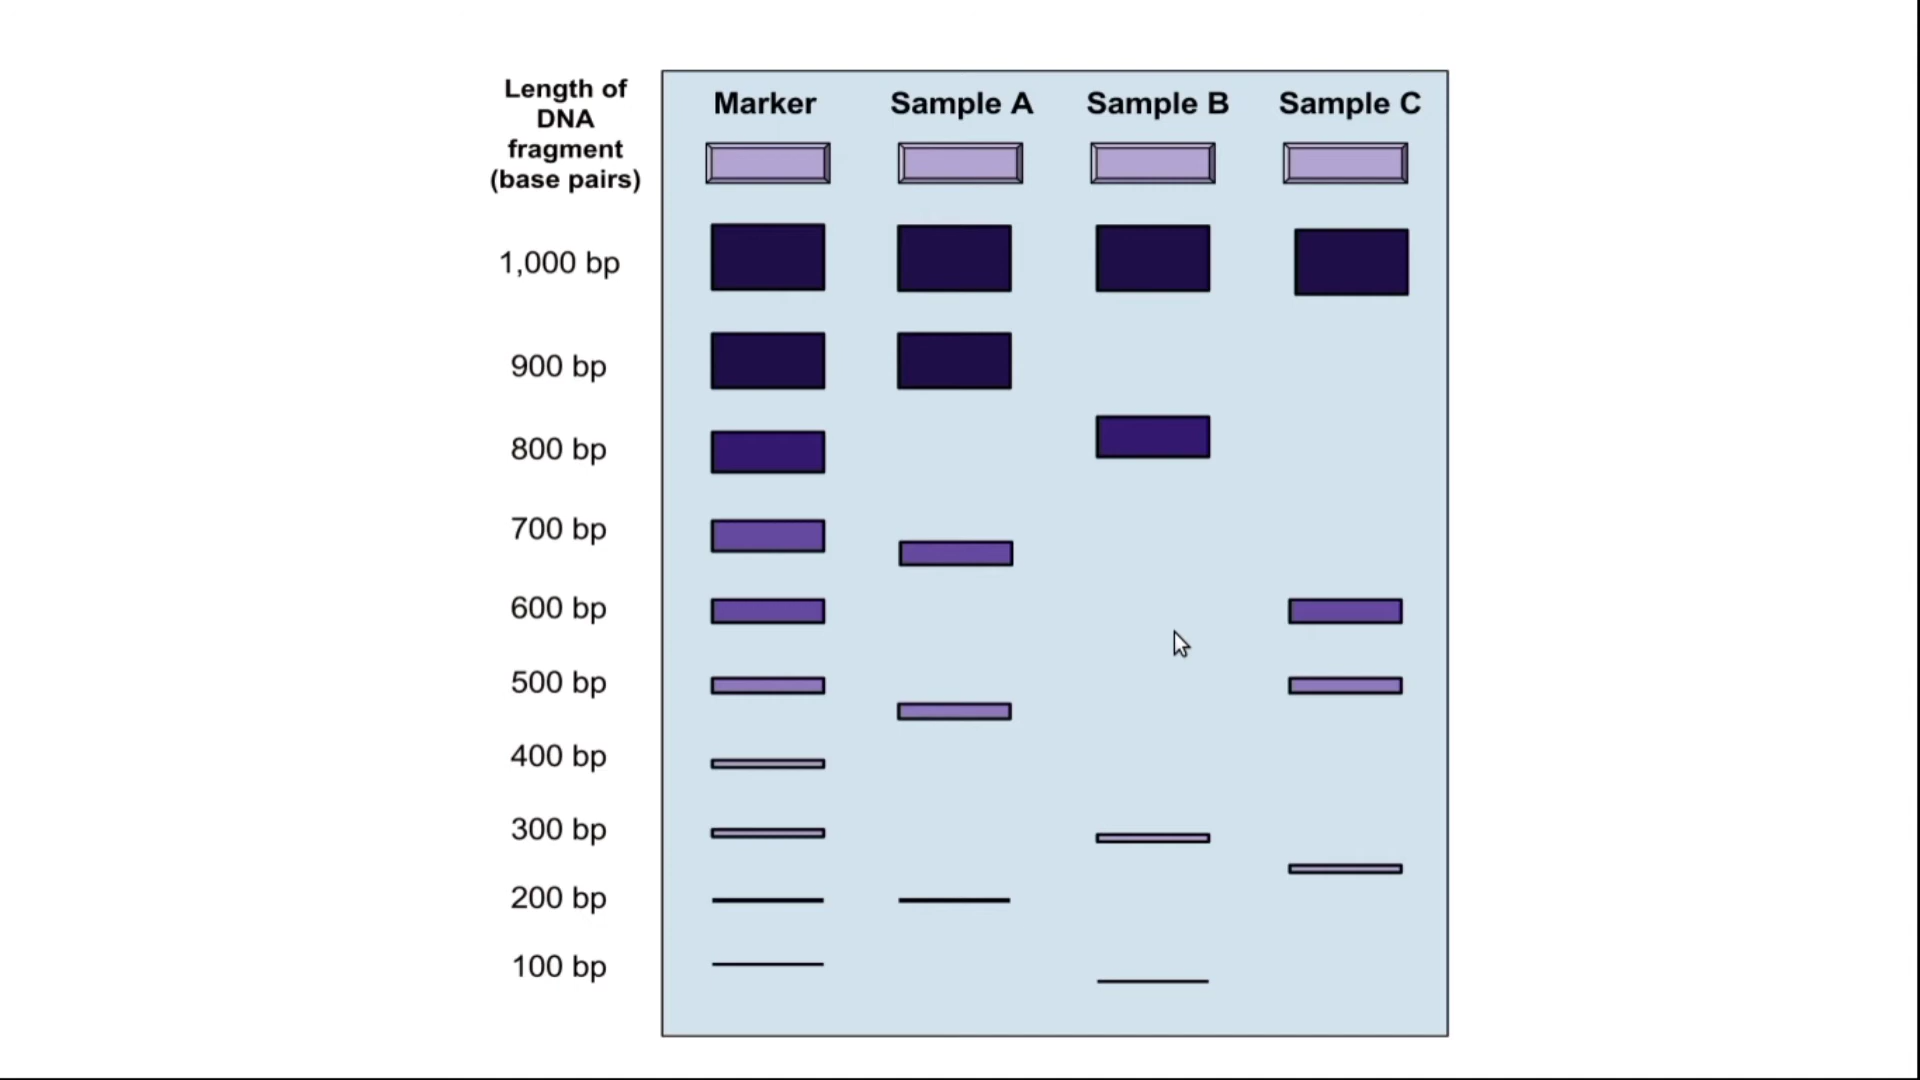 Length of
DNA
fragment
(base pairs)
Marker
Sample A
Sample B
Sample C
1,000 bp
900 bp
800 bp
700 bp
600 bp
500 bp
400 bp
300 bp
200 bp
100 bp